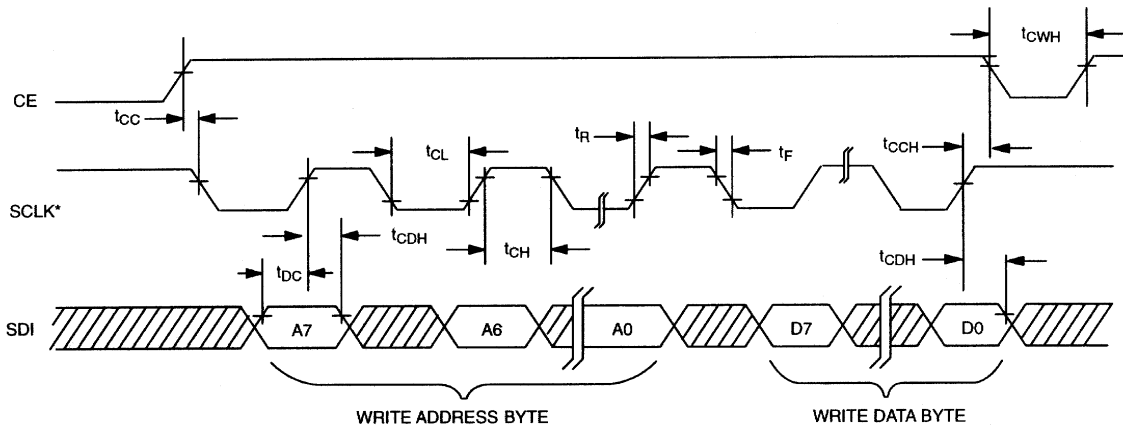 tCWH
CE
tCC
tR
tCL
tF
tCCH
SCLK*
tCDH
tCH
tCDH
tDC
SDI
A7
A6
A0
D7
D0
WRITE ADDRESS BYTE
WRITE DATA BYTE